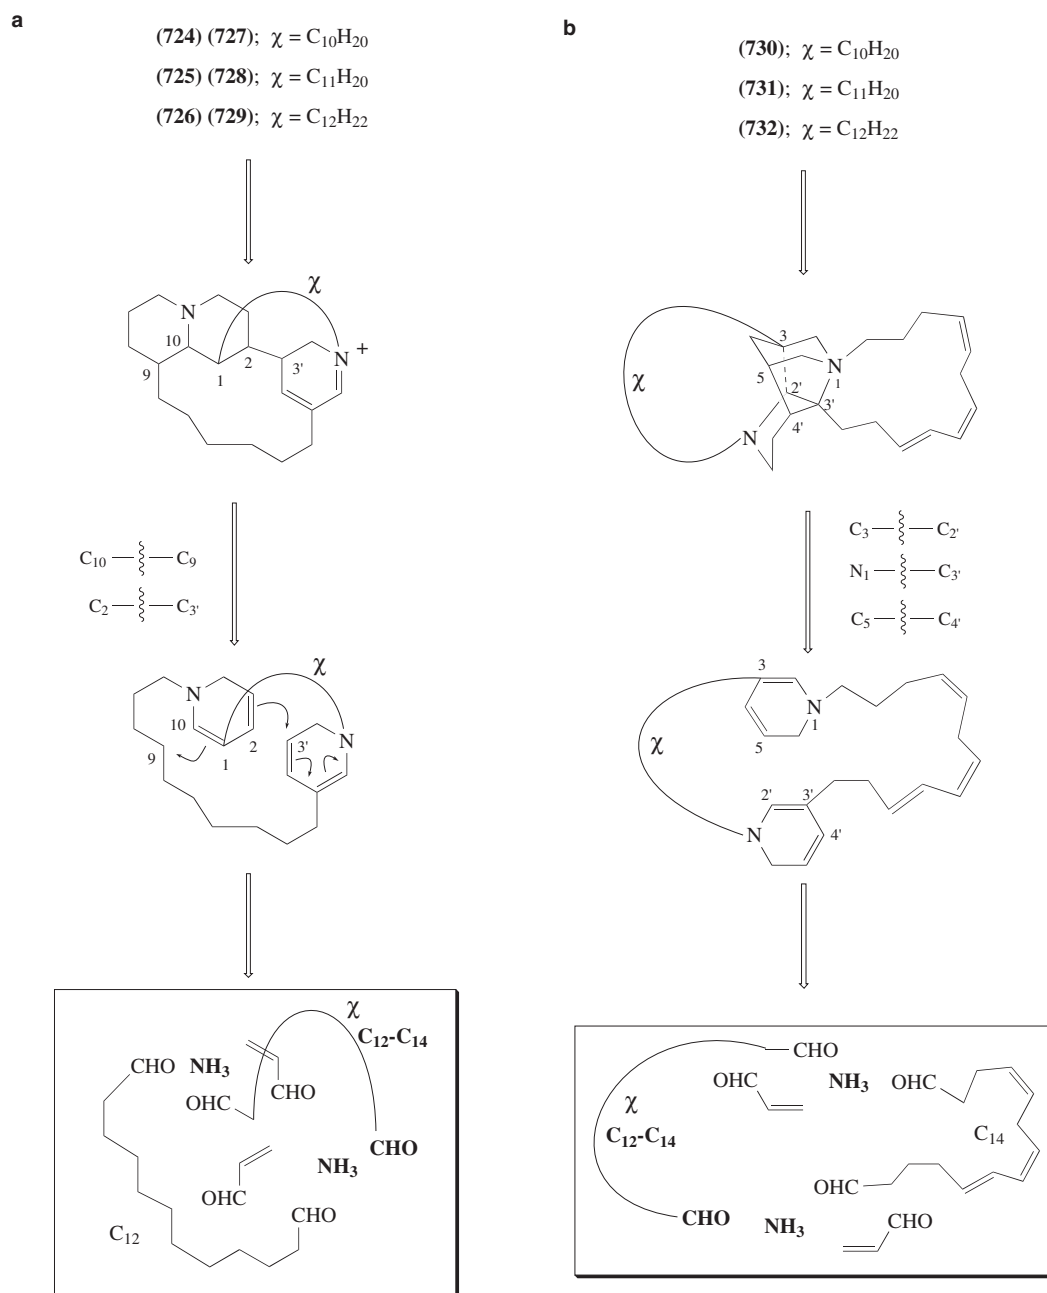 a
(724) (727); χ = C10H20
(725) (728); χ = C11H20
(726) (729); χ = C12H22
χ
N
10
2
N +
3'
9
1
C10 C9
C2 C3'
χ
N
10
2
3'
N
9
1
χ
C12-C14
CHO
NH3
OHC
CHO
CHO
NH3
OHC
CHO
C12
b
(730); χ = C10H20
(731); χ = C11H20
(732); χ = C12H22
3
χ
5
N
1
2'
3'
N
4'
C3 C2'
N1 C3'
C5 C4'
3
N
1
5
χ
2'
3'
N
4'
CHO
OHC
NH3
OHC
χ
C12-C14
C14
OHC
CHO
NH3
CHO